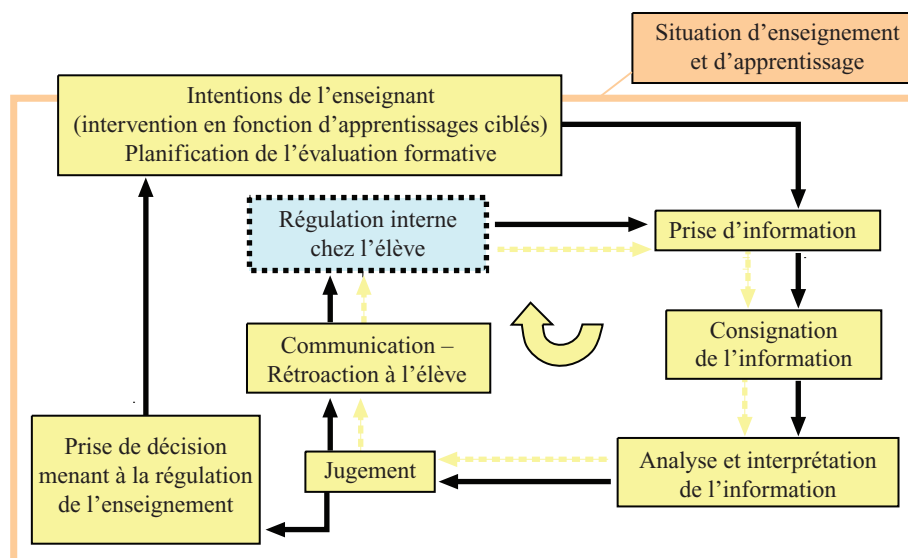 Situation d’enseignement
et d’apprentissage
Intentions de l’enseignant
(intervention en fonction d’apprentissages ciblés)
Planification de l’évaluation formative
Régulation interne
chez l’élève
Prise d’information
Communication –
Rétroaction à l’élève
Consignation
de l’information
Prise de décision
menant à la régulation
de l’enseignement
Jugement
Analyse et interprétation
de l’information